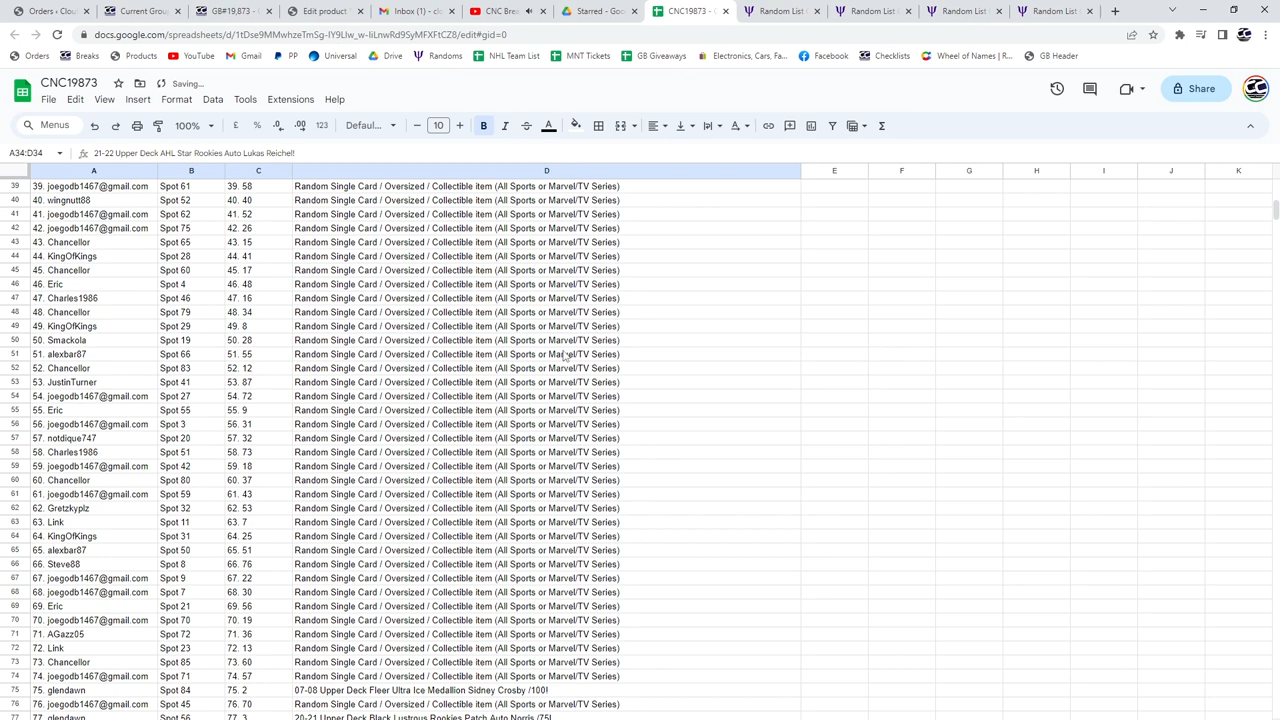 Orders < Clou
Current Grou
GB#19,873 -
Edit product
Inbox (1) - clo
CNC Brea
Starred - Goo
CNC19873 -
Random List
Random List
Random List
Random List
docs.google.com/spreadsheets/d/1tDse9MMwhzeTmSg-IY9LIw_w-IiLnwRd9SyMFXFtCZ8/edit#gid=0
Orders Breaks Products YouTube Gmail PP Universal Drive Randoms NHL Team List MNT Tickets GB Giveaways Electronics, Cars, Fa... Facebook Checklists Wheel of Names | R... GB Header
CNC19873 Saving...
File Edit View Insert Format Data Tools Extensions Help
Share
Menus 100% £ % .0 .00 123 Defaul... 10 B I A Σ
A34:D34 fx 21-22 Upper Deck AHL Star Rookies Auto Lukas Reichel!
A B C D E F G H I J K
39 39. joegodb1467@gmail.com Spot 61 39. 58 Random Single Card / Oversized / Collectible item (All Sports or Marvel/TV Series)
40 40. wingnutt88 Spot 52 40. 40 Random Single Card / Oversized / Collectible item (All Sports or Marvel/TV Series)
41 41. joegodb1467@gmail.com Spot 62 41. 52 Random Single Card / Oversized / Collectible item (All Sports or Marvel/TV Series)
42 42. joegodb1467@gmail.com Spot 75 42. 26 Random Single Card / Oversized / Collectible item (All Sports or Marvel/TV Series)
43 43. Chancellor Spot 65 43. 15 Random Single Card / Oversized / Collectible item (All Sports or Marvel/TV Series)
44 44. KingOfKings Spot 28 44. 41 Random Single Card / Oversized / Collectible item (All Sports or Marvel/TV Series)
45 45. Chancellor Spot 60 45. 17 Random Single Card / Oversized / Collectible item (All Sports or Marvel/TV Series)
46 46. Eric Spot 4 46. 48 Random Single Card / Oversized / Collectible item (All Sports or Marvel/TV Series)
47 47. Charles1986 Spot 46 47. 16 Random Single Card / Oversized / Collectible item (All Sports or Marvel/TV Series)
48 48. Chancellor Spot 79 48. 34 Random Single Card / Oversized / Collectible item (All Sports or Marvel/TV Series)
49 49. KingOfKings Spot 29 49. 8 Random Single Card / Oversized / Collectible item (All Sports or Marvel/TV Series)
50 50. Smackola Spot 19 50. 28 Random Single Card / Oversized / Collectible item (All Sports or Marvel/TV Series)
51 51. alexbar87 Spot 66 51. 55 Random Single Card / Oversized / Collectible item (All Sports or Marvel/TV Series)
52 52. Chancellor Spot 83 52. 12 Random Single Card / Oversized / Collectible item (All Sports or Marvel/TV Series)
53 53. JustinTurner Spot 41 53. 87 Random Single Card / Oversized / Collectible item (All Sports or Marvel/TV Series)
54 54. joegodb1467@gmail.com Spot 27 54. 72 Random Single Card / Oversized / Collectible item (All Sports or Marvel/TV Series)
55 55. Eric Spot 55 55. 9 Random Single Card / Oversized / Collectible item (All Sports or Marvel/TV Series)
56 56. joegodb1467@gmail.com Spot 3 56. 31 Random Single Card / Oversized / Collectible item (All Sports or Marvel/TV Series)
57 57. notdique747 Spot 20 57. 32 Random Single Card / Oversized / Collectible item (All Sports or Marvel/TV Series)
58 58. Charles1986 Spot 51 58. 73 Random Single Card / Oversized / Collectible item (All Sports or Marvel/TV Series)
59 59. joegodb1467@gmail.com Spot 42 59. 18 Random Single Card / Oversized / Collectible item (All Sports or Marvel/TV Series)
60 60. Chancellor Spot 80 60. 37 Random Single Card / Oversized / Collectible item (All Sports or Marvel/TV Series)
61 61. joegodb1467@gmail.com Spot 59 61. 43 Random Single Card / Oversized / Collectible item (All Sports or Marvel/TV Series)
62 62. Gretzkyplz Spot 32 62. 53 Random Single Card / Oversized / Collectible item (All Sports or Marvel/TV Series)
63 63. Link Spot 11 63. 7 Random Single Card / Oversized / Collectible item (All Sports or Marvel/TV Series)
64 64. KingOfKings Spot 31 64. 25 Random Single Card / Oversized / Collectible item (All Sports or Marvel/TV Series)
65 65. alexbar87 Spot 50 65. 51 Random Single Card / Oversized / Collectible item (All Sports or Marvel/TV Series)
66 66. Steve88 Spot 8 66. 76 Random Single Card / Oversized / Collectible item (All Sports or Marvel/TV Series)
67 67. joegodb1467@gmail.com Spot 9 67. 22 Random Single Card / Oversized / Collectible item (All Sports or Marvel/TV Series)
68 68. joegodb1467@gmail.com Spot 7 68. 30 Random Single Card / Oversized / Collectible item (All Sports or Marvel/TV Series)
69 69. Eric Spot 21 69. 56 Random Single Card / Oversized / Collectible item (All Sports or Marvel/TV Series)
70 70. joegodb1467@gmail.com Spot 70 70. 19 Random Single Card / Oversized / Collectible item (All Sports or Marvel/TV Series)
71 71. AGazz05 Spot 72 71. 36 Random Single Card / Oversized / Collectible item (All Sports or Marvel/TV Series)
72 72. Link Spot 23 72. 13 Random Single Card / Oversized / Collectible item (All Sports or Marvel/TV Series)
73 73. Chancellor Spot 85 73. 60 Random Single Card / Oversized / Collectible item (All Sports or Marvel/TV Series)
74 74. joegodb1467@gmail.com Spot 71 74. 57 Random Single Card / Oversized / Collectible item (All Sports or Marvel/TV Series)
75 75. glendawn Spot 84 75. 2 07-08 Upper Deck Fleer Ultra Ice Medallion Sidney Crosby /100!
76 76. joegodb1467@gmail.com Spot 45 76. 70 Random Single Card / Oversized / Collectible item (All Sports or Marvel/TV Series)
77 77. glendawn Spot 56 77. 3 20-21 Upper Deck Black Lustrous Rookies Patch Auto Norris /75!